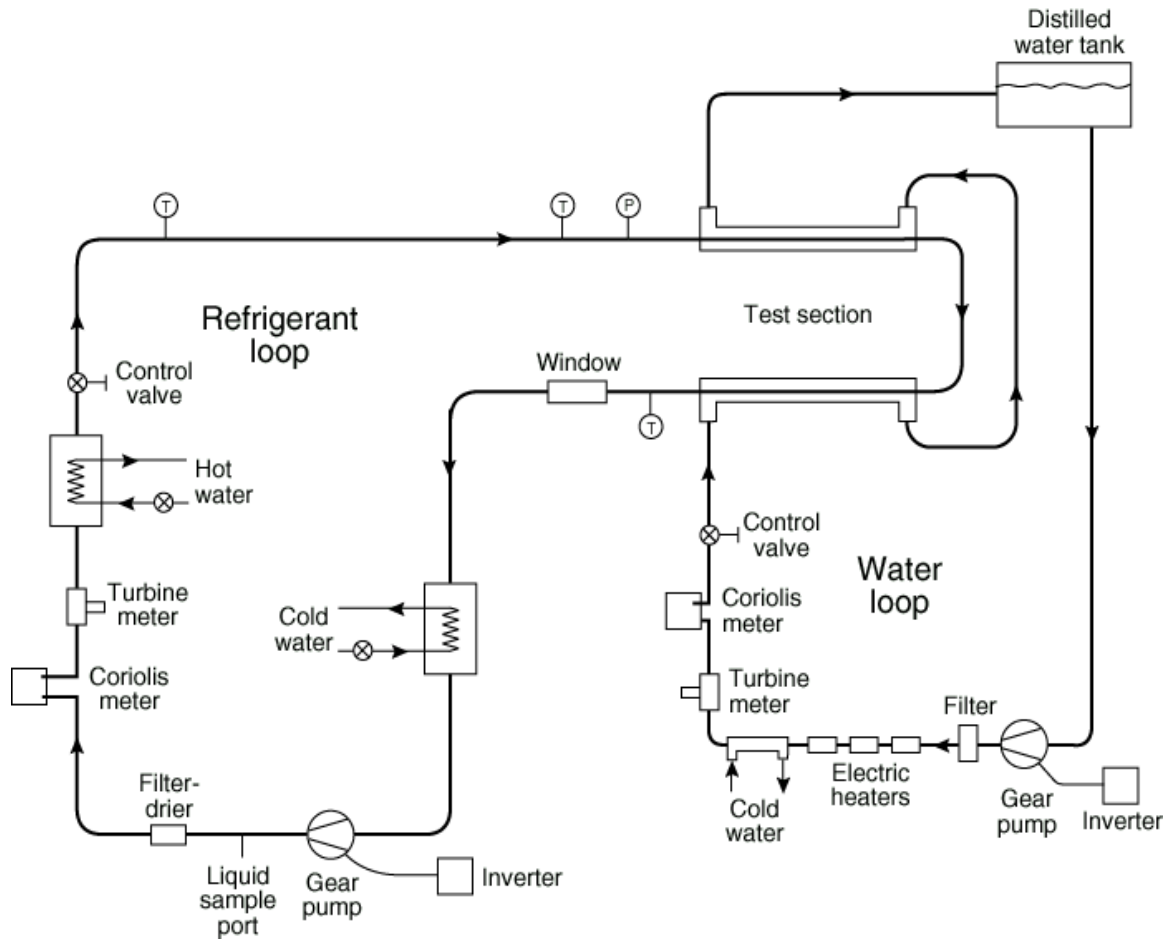 Distilled
water tank
T
T
P
Refrigerant
loop
Test section
Window
Control
valve
T
Hot
water
Control
valve
Water
loop
Turbine
meter
Cold
water
Coriolis
meter
Coriolis
meter
Turbine
meter
Filter
Filter-
drier
Electric
heaters
Cold
water
Gear
pump
Inverter
Liquid
sample
port
Gear
pump
Inverter